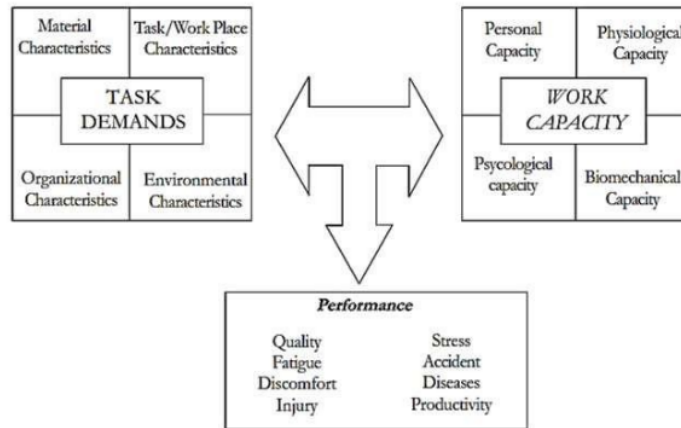 Material
Characteristics
Task/Work Place
Characteristics
TASK
DEMANDS
Organizational
Characteristics
Environmental
Characteristics
Personal
Capacity
Physiological
Capacity
WORK
CAPACITY
Psycological
capacity
Biomechanical
Capacity
Performance
Quality
Fatigue
Discomfort
Injury
Stress
Accident
Diseases
Productivity